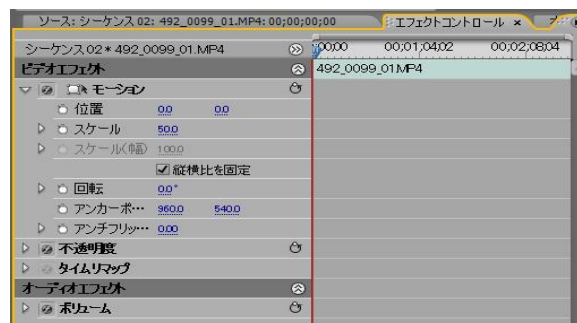 ソース: シーケンス 02: 492_0099_01.MP4: 00;00;00;00
エフェクトコントロール ×
シーケンス 02 * 492_0099_01.MP4
00;00 00;01;04;02 00;02;08;04
ビデオエフェクト
492_0099_01.MP4
モーション
位置 0.0 0.0
スケール 50.0
スケール(幅) 100.0
縦横比を固定
回転 0.0°
アンカーポ… 960.0 540.0
アンチフリッ… 0.00
不透明度
タイムリマップ
オーディオエフェクト
ボリューム